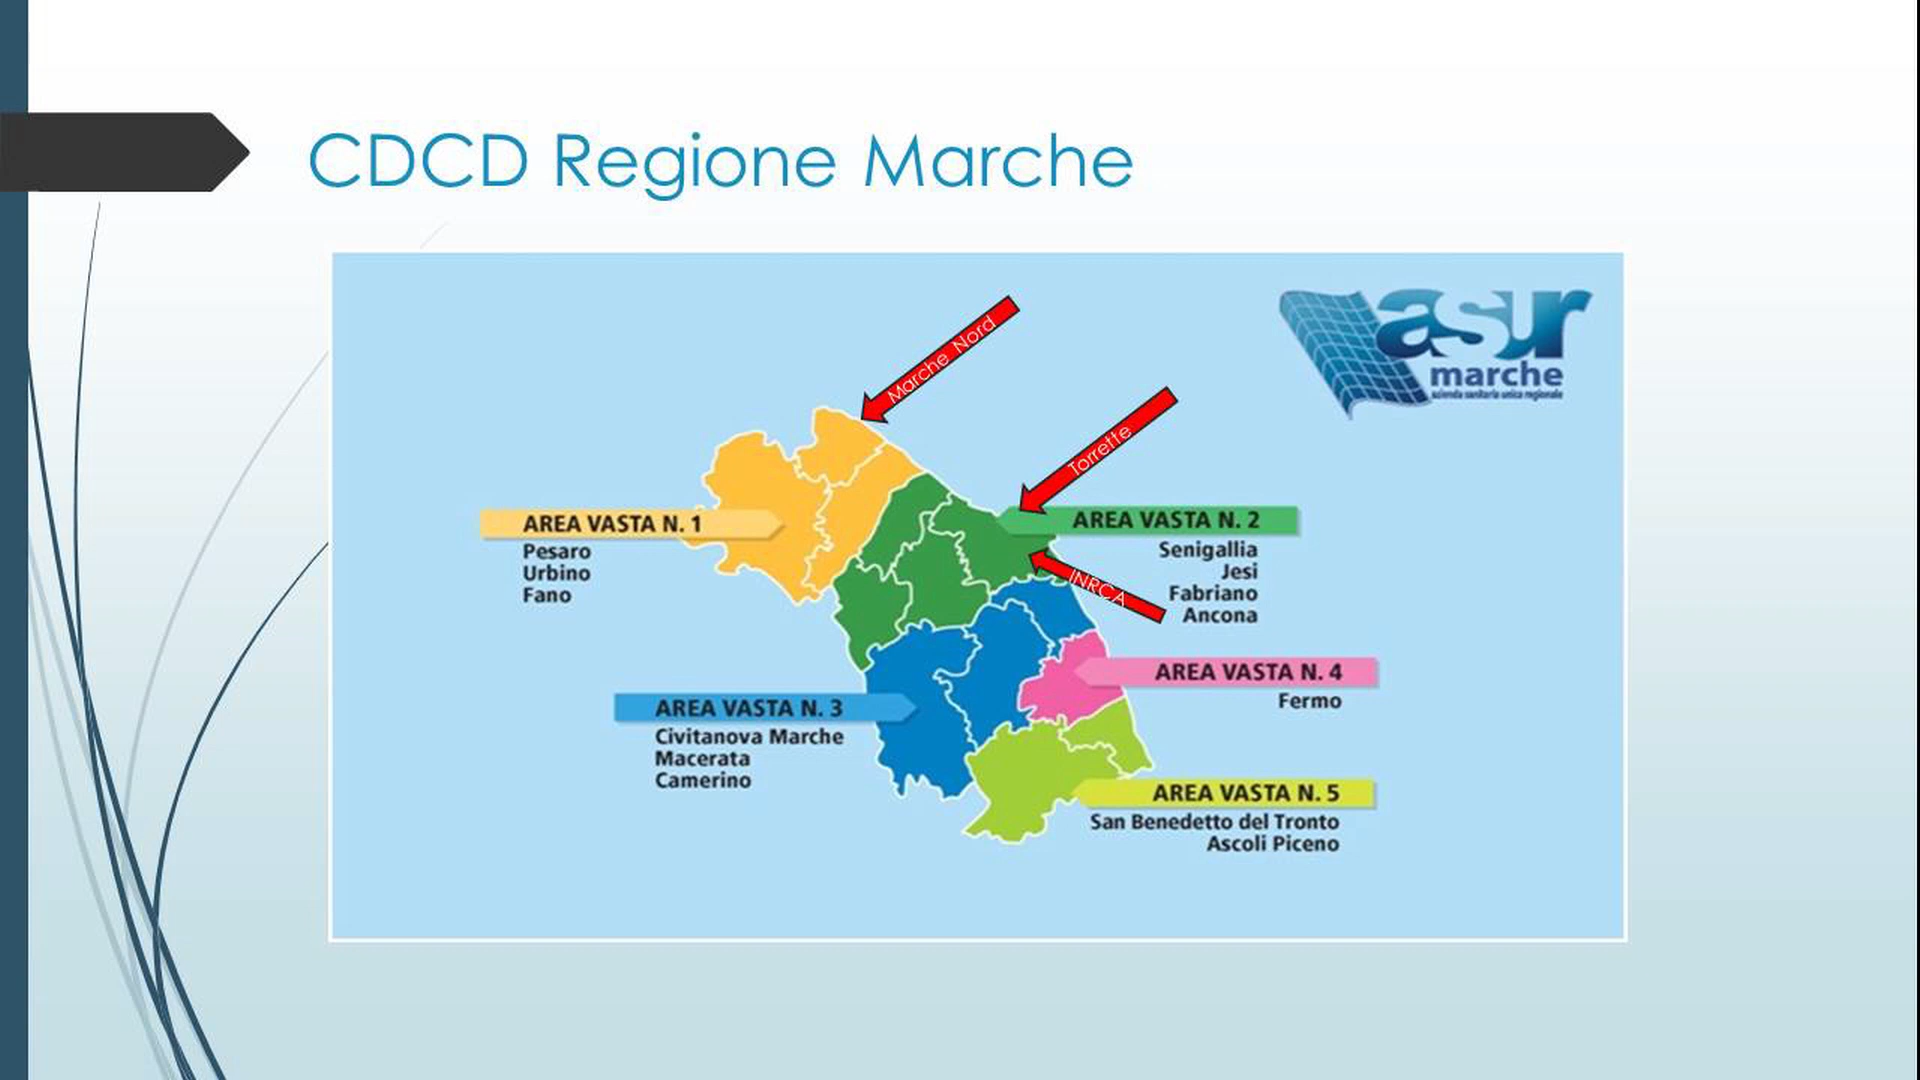 CDCD Regione Marche
asur
marche
azienda sanitaria unica regionale
Marche Nord
Torrette
AREA VASTA N. 1
Pesaro
Urbino
Fano
AREA VASTA N. 2
Senigallia
Jesi
Fabriano
Ancona
INRCA
AREA VASTA N. 4
Fermo
AREA VASTA N. 3
Civitanova Marche
Macerata
Camerino
AREA VASTA N. 5
San Benedetto del Tronto
Ascoli Piceno